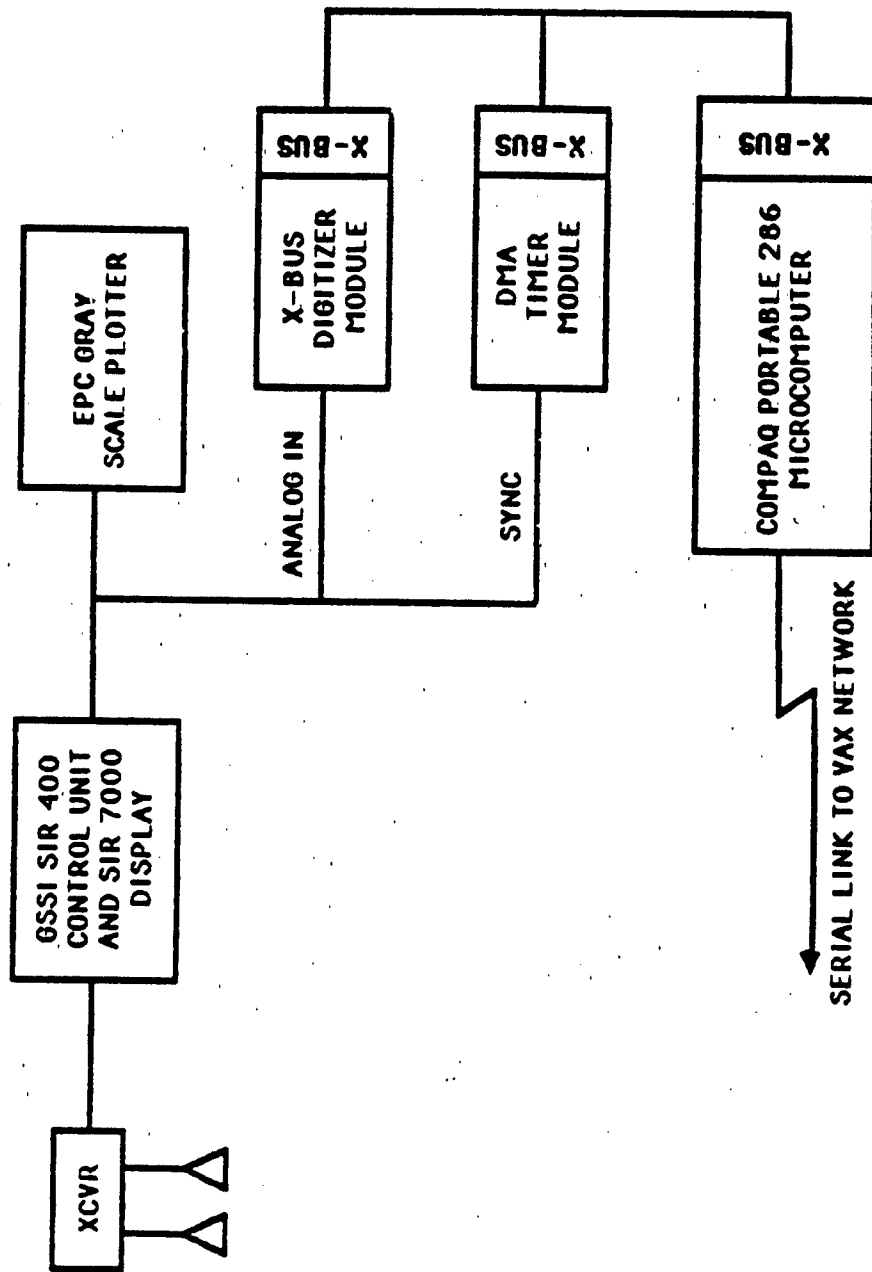 XCVR
GSSI SIR 400
CONTROL UNIT
AND SIR 7000
DISPLAY
EPC GRAY
SCALE PLOTTER
ANALOG IN
X-BUS
DIGITIZER
MODULE
X-BUS
SYNC
DMA
TIMER
MODULE
X-BUS
COMPAQ PORTABLE 286
MICROCOMPUTER
X-BUS
SERIAL LINK TO VAX NETWORK